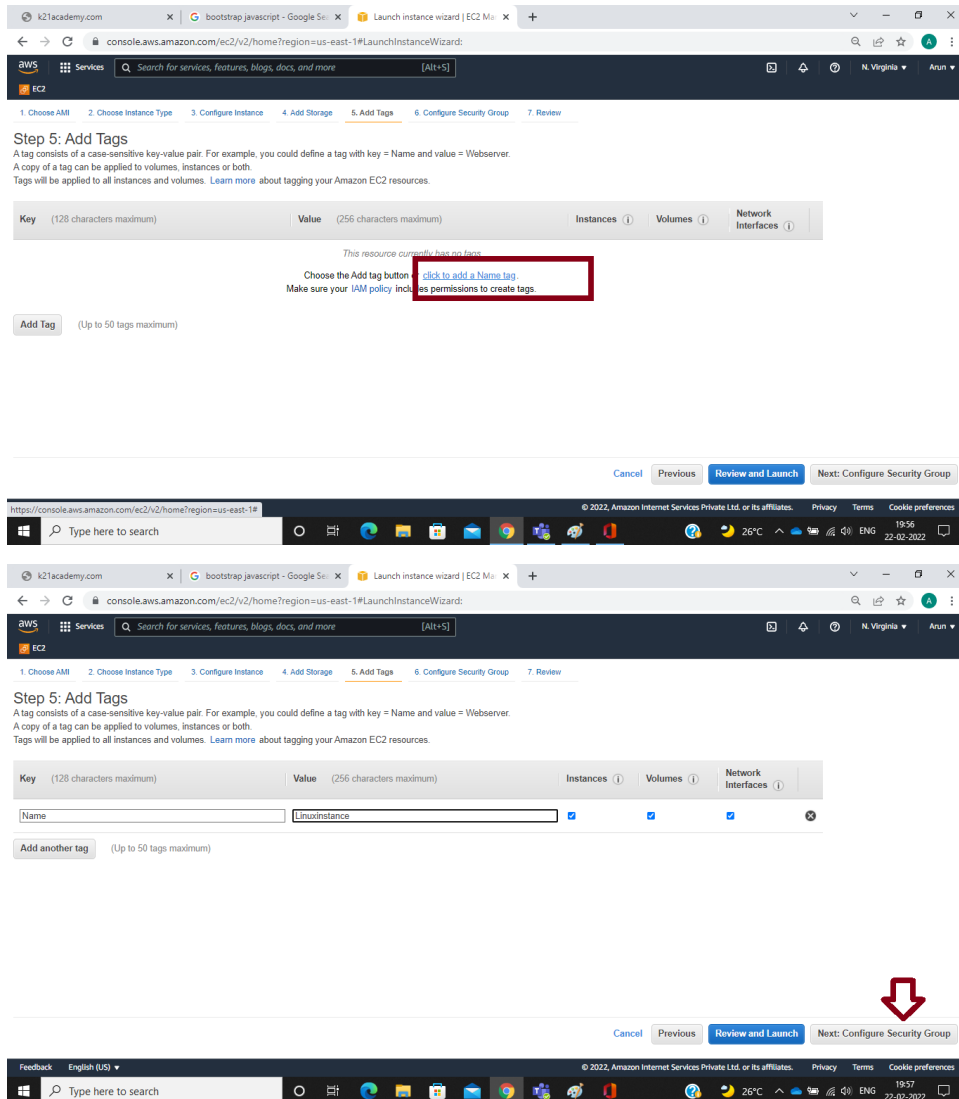 k21academy.com
bootstrap javascript - Google Sea
Launch instance wizard | EC2 Ma
console.aws.amazon.com/ec2/v2/home?region=us-east-1#LaunchInstanceWizard:
A
aws Services Search for services, features, blogs, docs, and more [Alt+S] N. Virginia Arun
EC2
1. Choose AMI 2. Choose Instance Type 3. Configure Instance 4. Add Storage 5. Add Tags 6. Configure Security Group 7. Review
Step 5: Add Tags
A tag consists of a case-sensitive key-value pair. For example, you could define a tag with key = Name and value = Webserver.
A copy of a tag can be applied to volumes, instances or both.
Tags will be applied to all instances and volumes. Learn more about tagging your Amazon EC2 resources.
Key (128 characters maximum) Value (256 characters maximum) Instances Volumes Network Interfaces
This resource currently has no tags
Choose the Add tag button click to add a Name tag.
Make sure your IAM policy includes permissions to create tags.
Add Tag (Up to 50 tags maximum)
Cancel Previous Review and Launch Next: Configure Security Group
https://console.aws.amazon.com/ec2/v2/home?region=us-east-1# © 2022, Amazon Internet Services Private Ltd. or its affiliates. Privacy Terms Cookie preferences
Type here to search 26°C ENG 19:56
22-02-2022
k21academy.com
bootstrap javascript - Google Sea
Launch instance wizard | EC2 Ma
console.aws.amazon.com/ec2/v2/home?region=us-east-1#LaunchInstanceWizard:
A
aws Services Search for services, features, blogs, docs, and more [Alt+S] N. Virginia Arun
EC2
1. Choose AMI 2. Choose Instance Type 3. Configure Instance 4. Add Storage 5. Add Tags 6. Configure Security Group 7. Review
Step 5: Add Tags
A tag consists of a case-sensitive key-value pair. For example, you could define a tag with key = Name and value = Webserver.
A copy of a tag can be applied to volumes, instances or both.
Tags will be applied to all instances and volumes. Learn more about tagging your Amazon EC2 resources.
Key (128 characters maximum) Value (256 characters maximum) Instances Volumes Network Interfaces
Name Linuxinstance
Add another tag (Up to 50 tags maximum)
Cancel Previous Review and Launch Next: Configure Security Group
Feedback English (US) © 2022, Amazon Internet Services Private Ltd. or its affiliates. Privacy Terms Cookie preferences
Type here to search 26°C ENG 19:57
22-02-2022